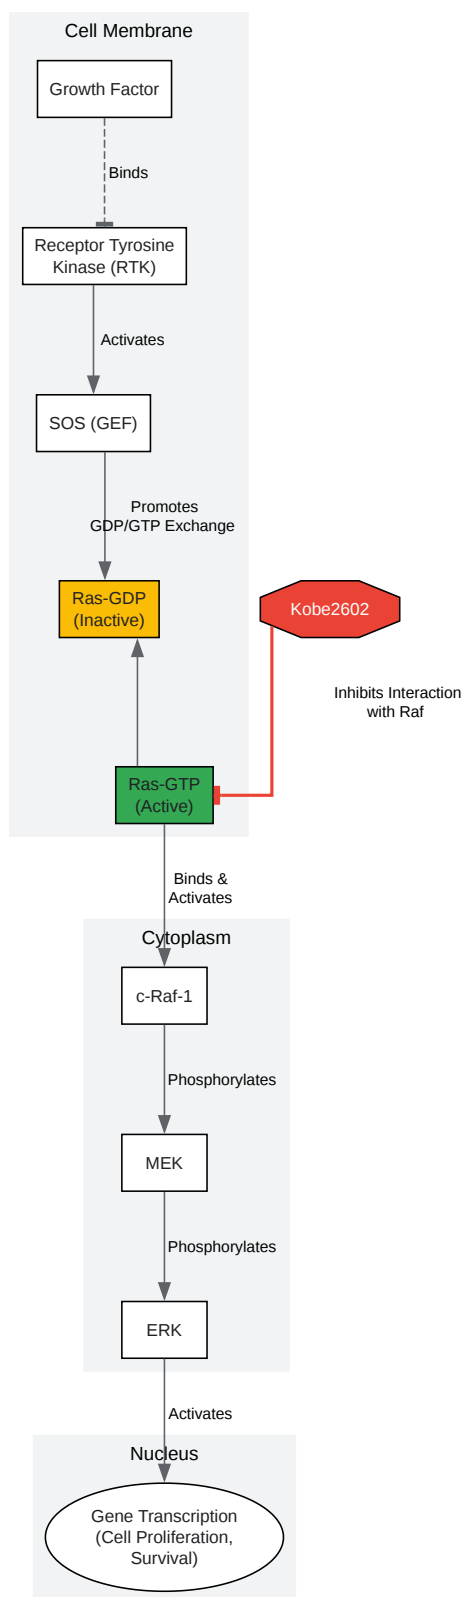 Cell Membrane
Growth Factor
Binds
Receptor Tyrosine
Kinase (RTK)
Activates
SOS (GEF)
Promotes
GDP/GTP Exchange
Ras-GDP
(Inactive)
Kobe2602
Inhibits Interaction
with Raf
Ras-GTP
(Active)
Binds &
Activates
Cytoplasm
c-Raf-1
Phosphorylates
MEK
Phosphorylates
ERK
Activates
Nucleus
Gene Transcription
(Cell Proliferation,
Survival)